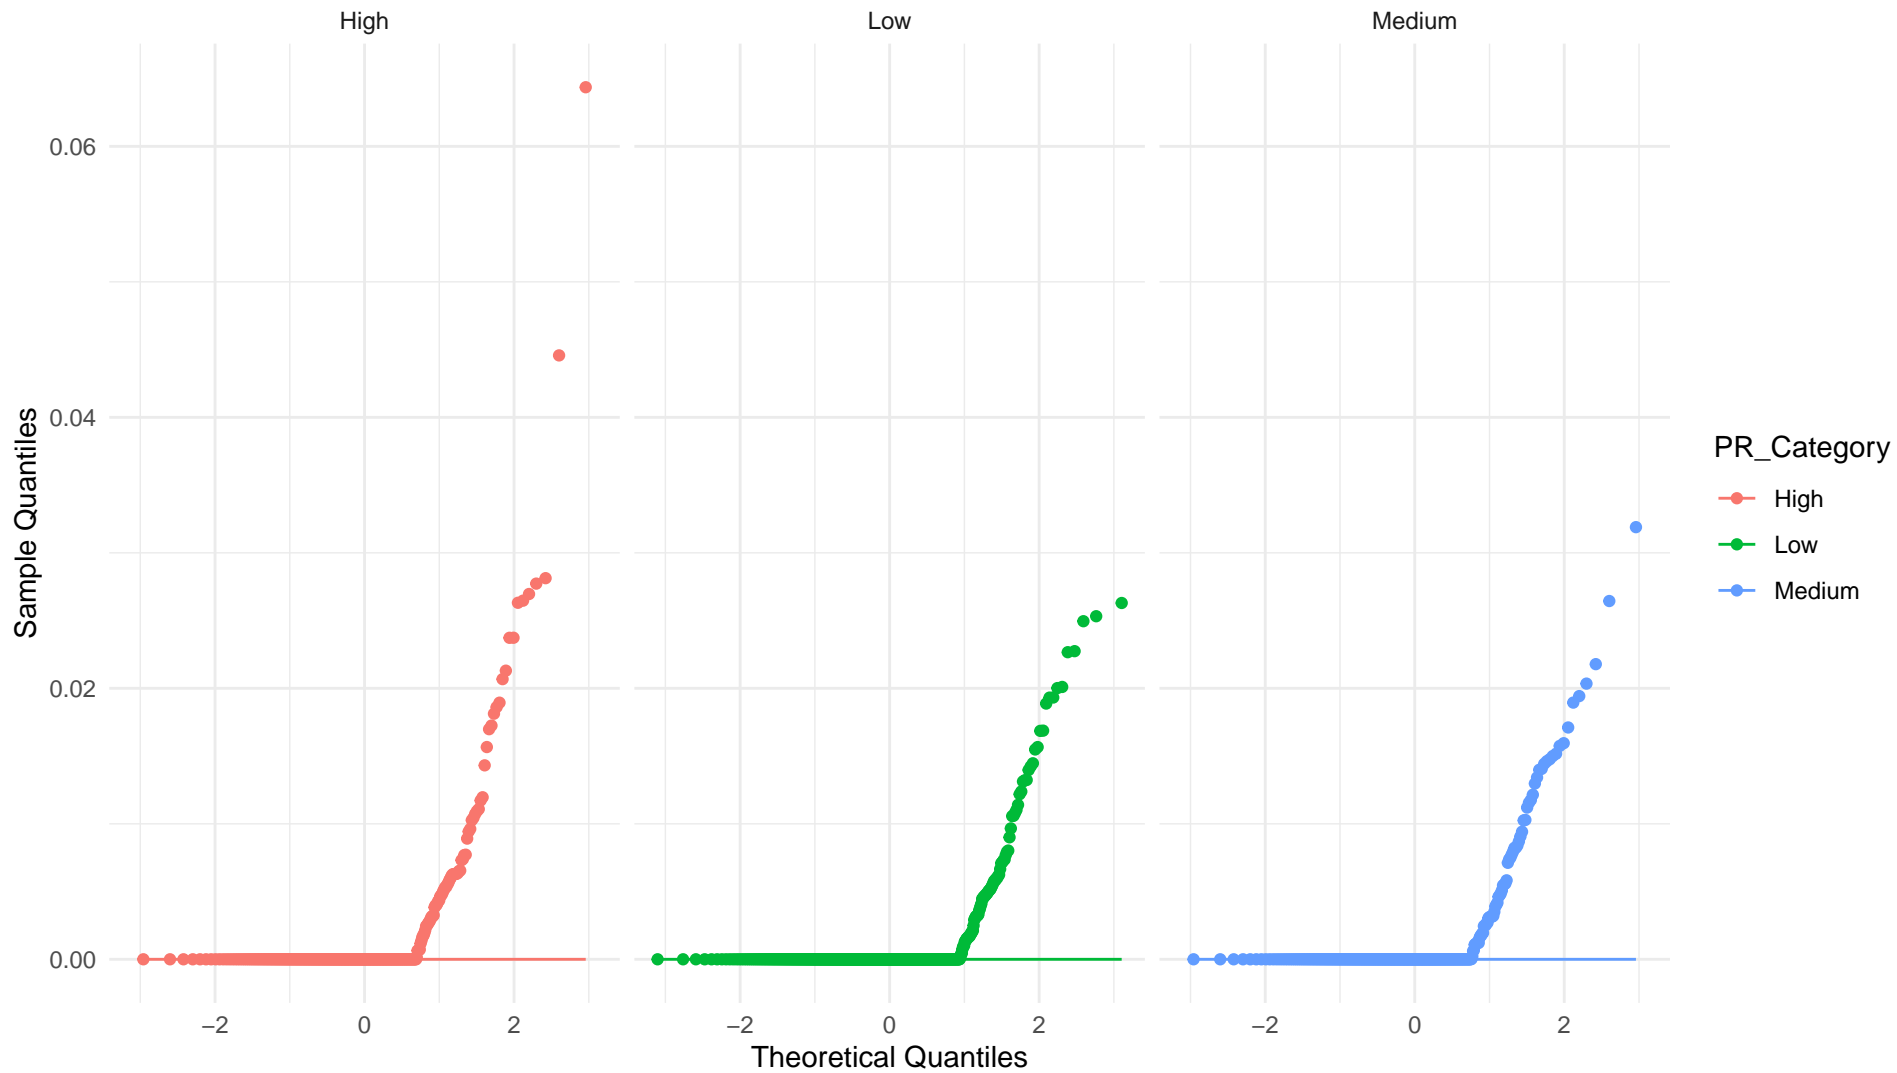 High Low Medium
0.06
0.04
0.02
0.00
Sample Quantiles
−2 0 2 −2 0 2 −2 0 2
Theoretical Quantiles
PR_Category
High
Low
Medium